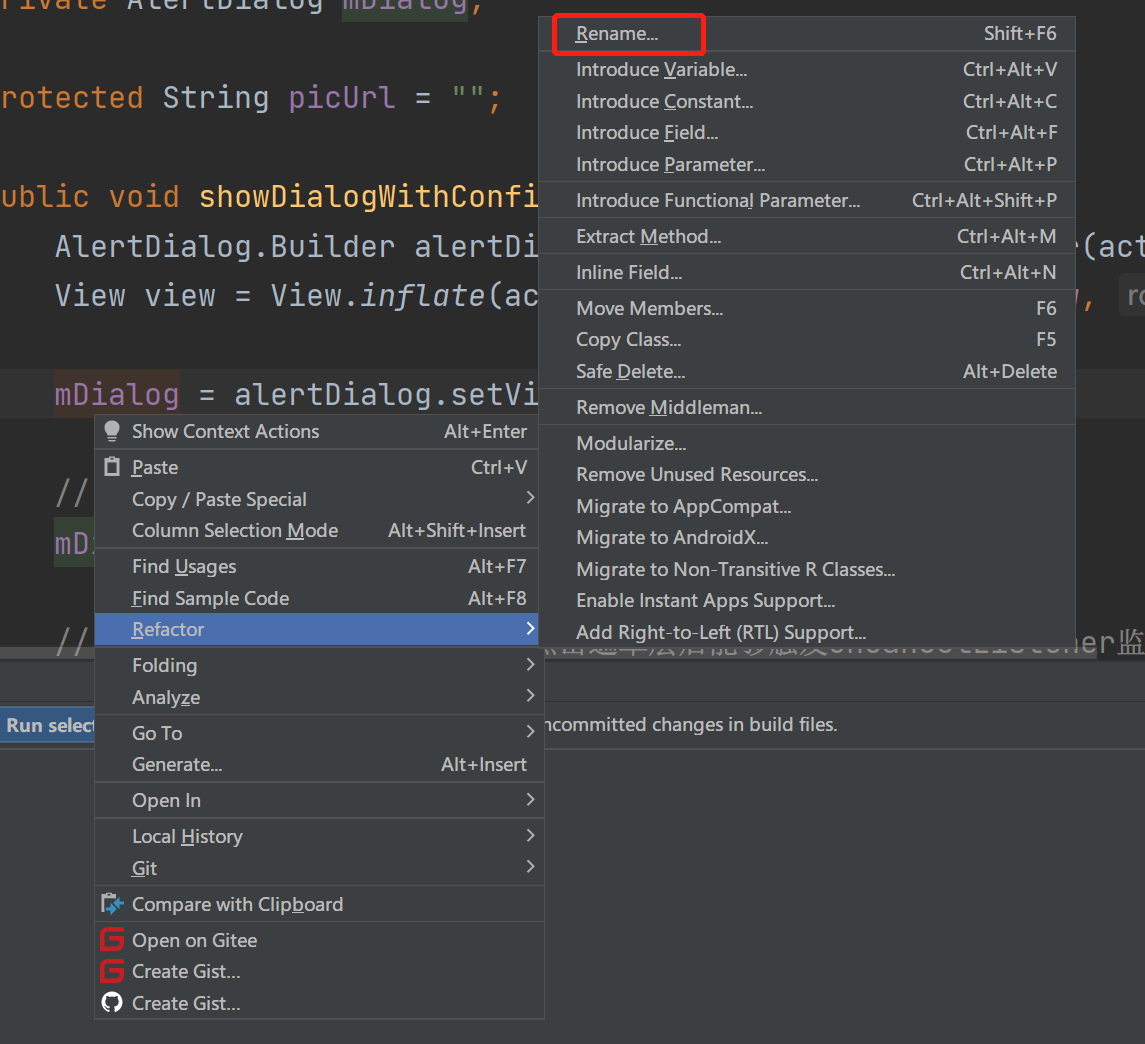 private AlertDialog mDialog;
rotected String picUrl = "";
ublic void showDialogWithConfi
AlertDialog.Builder alertDi
r(act
View view = View.inflate(ac
,
mDialog = alertDialog.setVi
//
mD
//
r监
Rename... Shift+F6
Introduce Variable... Ctrl+Alt+V
Introduce Constant... Ctrl+Alt+C
Introduce Field... Ctrl+Alt+F
Introduce Parameter... Ctrl+Alt+P
Introduce Functional Parameter... Ctrl+Alt+Shift+P
Extract Method... Ctrl+Alt+M
Inline Field... Ctrl+Alt+N
Move Members... F6
Copy Class... F5
Safe Delete... Alt+Delete
Remove Middleman...
Modularize...
Remove Unused Resources...
Migrate to AppCompat...
Migrate to AndroidX...
Migrate to Non-Transitive R Classes...
Enable Instant Apps Support...
Add Right-to-Left (RTL) Support...
Show Context Actions Alt+Enter
Paste Ctrl+V
Copy / Paste Special
Column Selection Mode Alt+Shift+Insert
Find Usages Alt+F7
Find Sample Code Alt+F8
Refactor
Folding
Analyze
Go To
Generate... Alt+Insert
Open In
Local History
Git
Compare with Clipboard
Open on Gitee
Create Gist...
Create Gist...
Run select
ncommitted changes in build files.